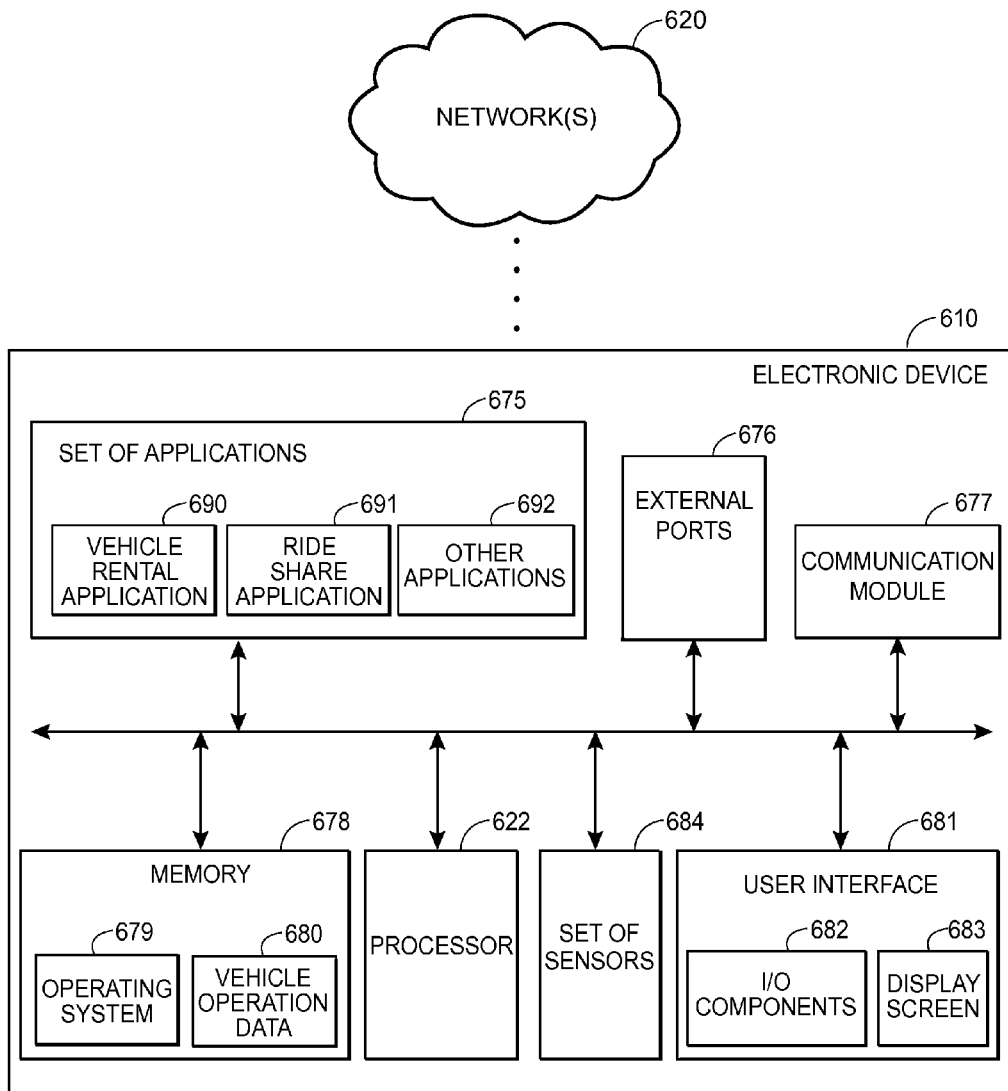 620
NETWORK(S)
610
ELECTRONIC DEVICE
675
SET OF APPLICATIONS
690
VEHICLE
RENTAL
APPLICATION
691
RIDE
SHARE
APPLICATION
692
OTHER
APPLICATIONS
676
EXTERNAL
PORTS
677
COMMUNICATION
MODULE
678
MEMORY
679
OPERATING
SYSTEM
680
VEHICLE
OPERATION
DATA
622
PROCESSOR
684
SET OF
SENSORS
681
USER INTERFACE
682
I/O
COMPONENTS
683
DISPLAY
SCREEN